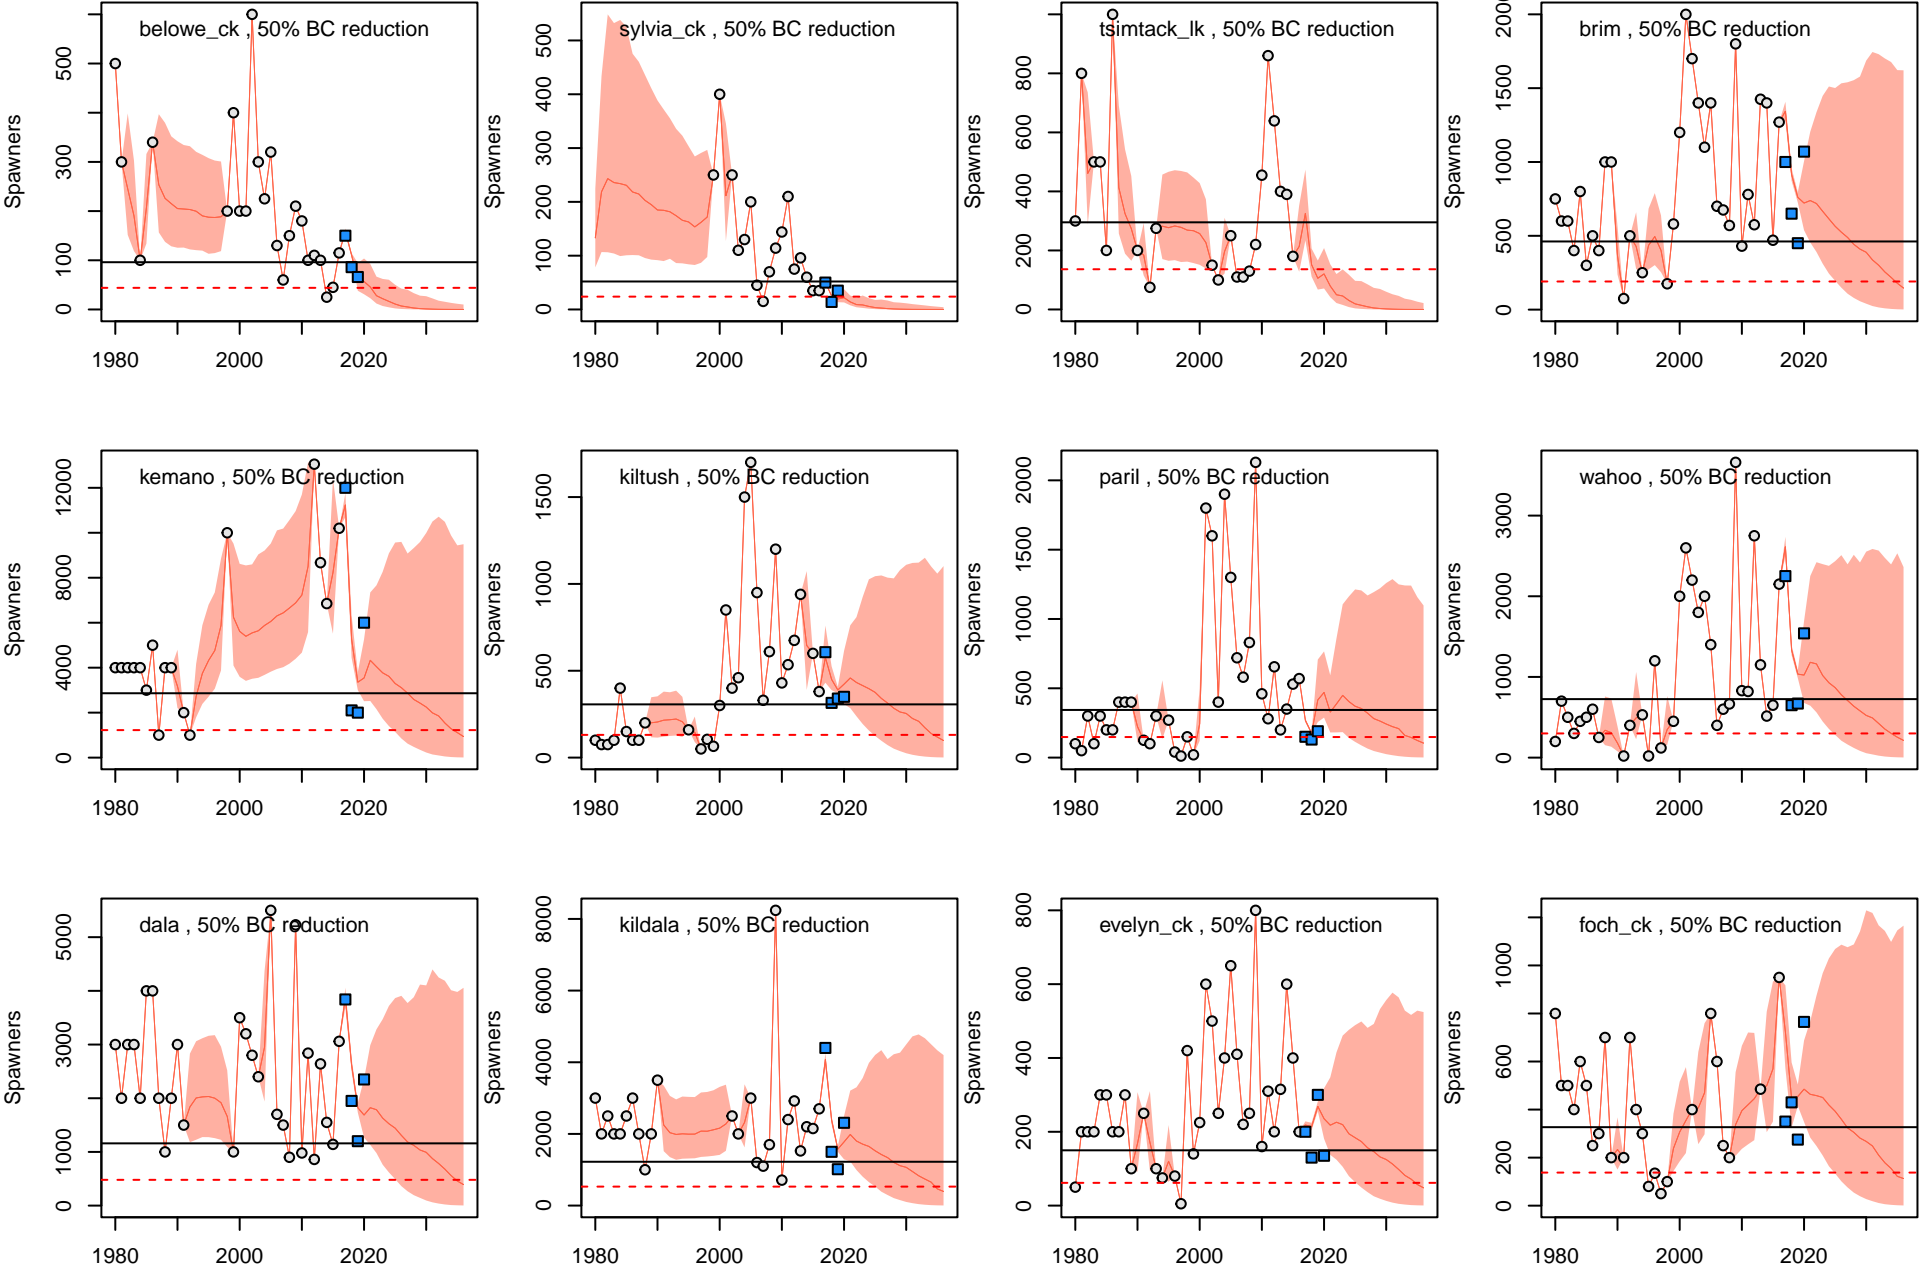 belowe_ck , 50% BC reduction
Spawners
0 100 300 500
1980 2000 2020
sylvia_ck , 50% BC reduction
Spawners
0 100 200 300 400 500
1980 2000 2020
tsimtack_lk , 50% BC reduction
Spawners
0 200 400 600 800
1980 2000 2020
brim , 50% BC reduction
Spawners
0 500 1000 1500 2000
1980 2000 2020
kemano , 50% BC reduction
Spawners
0 4000 8000 12000
1980 2000 2020
kiltush , 50% BC reduction
Spawners
0 500 1000 1500
1980 2000 2020
paril , 50% BC reduction
Spawners
0 500 1000 1500 2000
1980 2000 2020
wahoo , 50% BC reduction
Spawners
0 1000 2000 3000
1980 2000 2020
dala , 50% BC reduction
Spawners
0 1000 3000 5000
1980 2000 2020
kildala , 50% BC reduction
Spawners
0 2000 4000 6000 8000
1980 2000 2020
evelyn_ck , 50% BC reduction
Spawners
0 200 400 600 800
1980 2000 2020
foch_ck , 50% BC reduction
Spawners
0 200 600 1000
1980 2000 2020